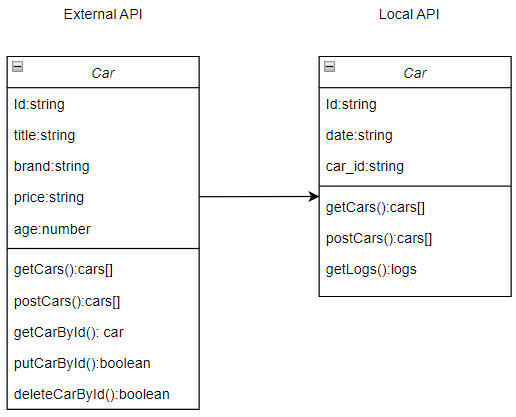 External API
Local API
Car
Id:string
title:string
brand:string
price:string
age:number
getCars():cars[]
postCars():cars[]
getCarById(): car
putCarById():boolean
deleteCarById():boolean
Car
Id:string
date:string
car_id:string
getCars():cars[]
postCars():cars[]
getLogs():logs